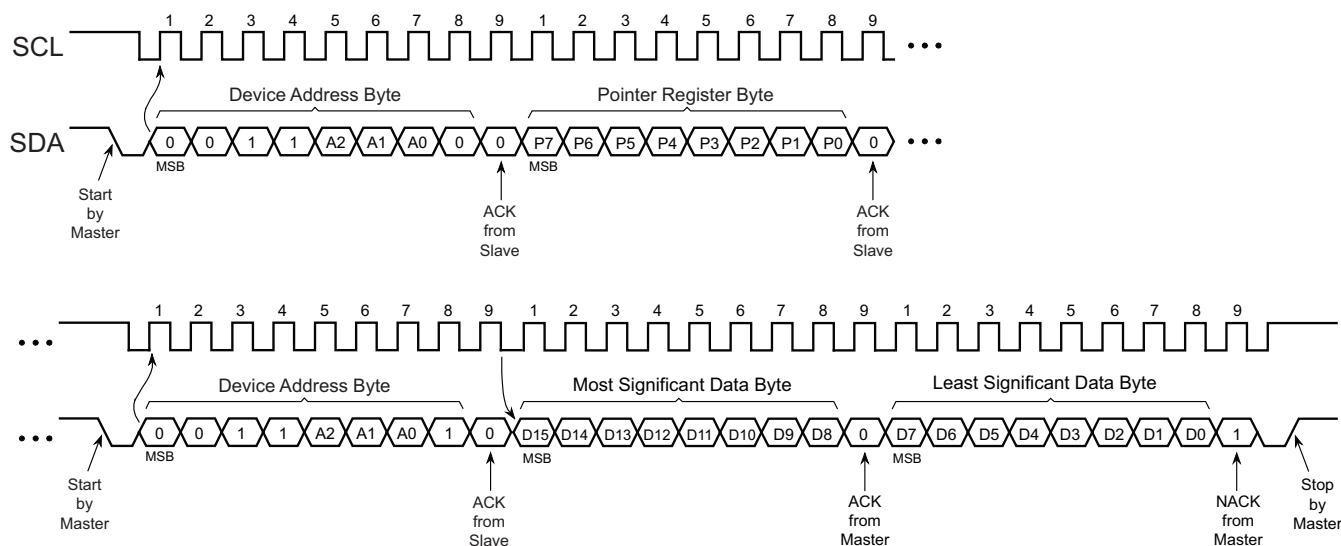 1 2 3 4 5 6 7 8 9 1 2 3 4 5 6 7 8 9
SCL
Device Address Byte Pointer Register Byte
SDA 0 0 1 1 A2 A1 A0 0 0 P7 P6 P5 P4 P3 P2 P1 P0 0
MSB MSB
Start by Master
ACK from Slave
ACK from Slave
1 2 3 4 5 6 7 8 9 1 2 3 4 5 6 7 8 9 1 2 3 4 5 6 7 8 9
Device Address Byte Most Significant Data Byte Least Significant Data Byte
0 0 1 1 A2 A1 A0 1 0 D15 D14 D13 D12 D11 D10 D9 D8 0 D7 D6 D5 D4 D3 D2 D1 D0 1
MSB MSB MSB
Start by Master
ACK from Slave
ACK from Master
NACK from Master
Stop by Master